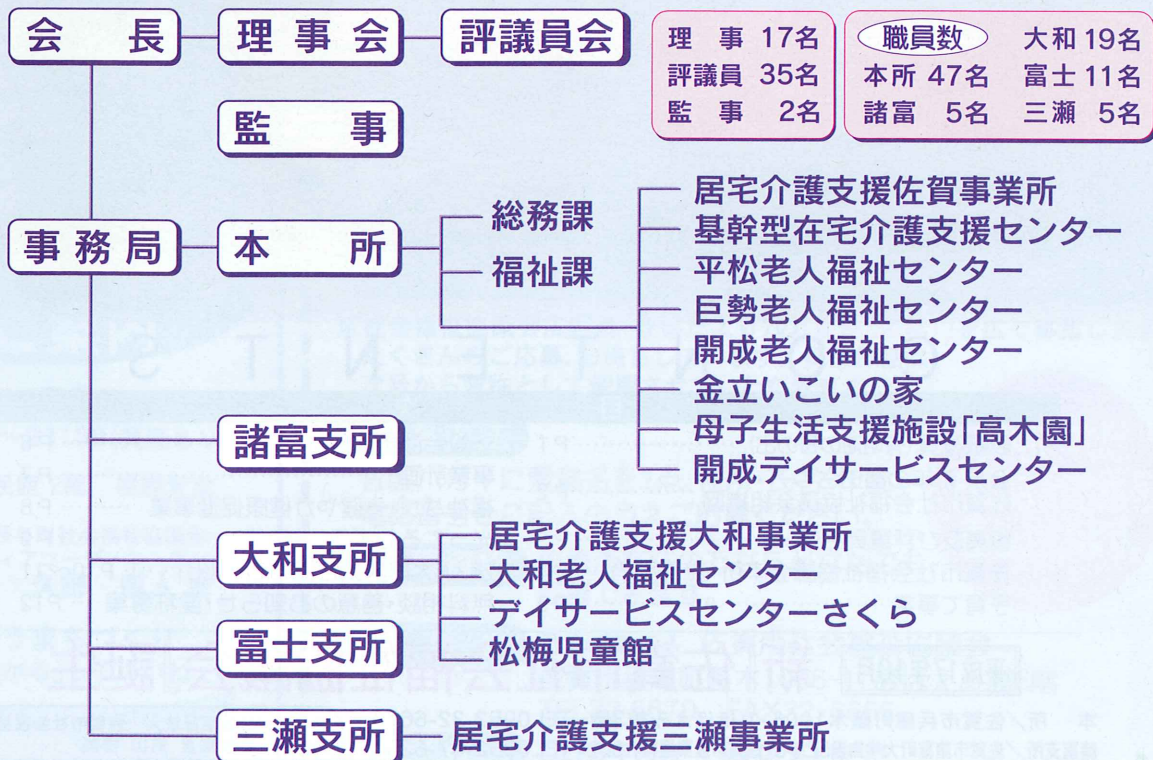 会長
理事会
評議員会
理事 17名
評議員 35名
監事 2名
職員数
大和 19名
本所 47名
富士 11名
諸富 5名
三瀬 5名
監事
事務局
本所
総務課
福祉課
居宅介護支援佐賀事業所
基幹型在宅介護支援センター
平松老人福祉センター
巨勢老人福祉センター
開成老人福祉センター
金立いこいの家
母子生活支援施設「高木園」
開成デイサービスセンター
諸富支所
大和支所
居宅介護支援大和事業所
大和老人福祉センター
デイサービスセンターさくら
松梅児童館
富士支所
三瀬支所
居宅介護支援三瀬事業所